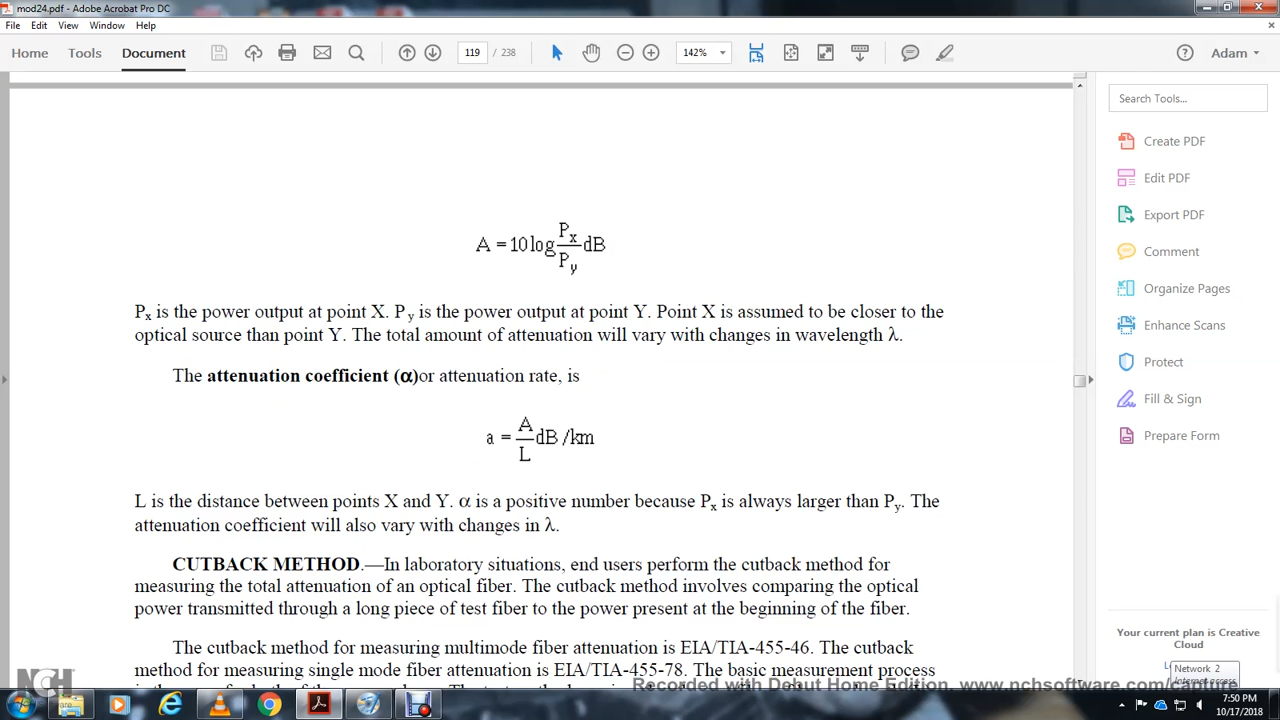 mod24.pdf - Adobe Acrobat Pro DC
File Edit View Window Help
Home Tools Document 119 / 238 142% Adam
Search Tools...
Create PDF
Edit PDF
Export PDF
Comment
Organize Pages
Enhance Scans
Protect
Fill & Sign
Prepare Form
A = 10 log Px/Py dB
Px is the power output at point X. P y is the power output at point Y. Point X is assumed to be closer to the
optical source than point Y. The total amount of attenuation will vary with changes in wavelength λ.
The attenuation coefficient (α)or attenuation rate, is
a = A/L dB /km
L is the distance between points X and Y. α is a positive number because Px is always larger than Py. The
attenuation coefficient will also vary with changes in λ.
CUTBACK METHOD.—In laboratory situations, end users perform the cutback method for
measuring the total attenuation of an optical fiber. The cutback method involves comparing the optical
power transmitted through a long piece of test fiber to the power present at the beginning of the fiber.
The cutback method for measuring multimode fiber attenuation is EIA/TIA-455-46. The cutback
method for measuring single mode fiber attenuation is EIA/TIA-455-78. The basic measurement process
Your current plan is Creative
Cloud
Network 2
Internet access
NCH
Recorded with Debut Home Edition. www.nchsoftware.com/capture
7:50 PM
10/17/2018